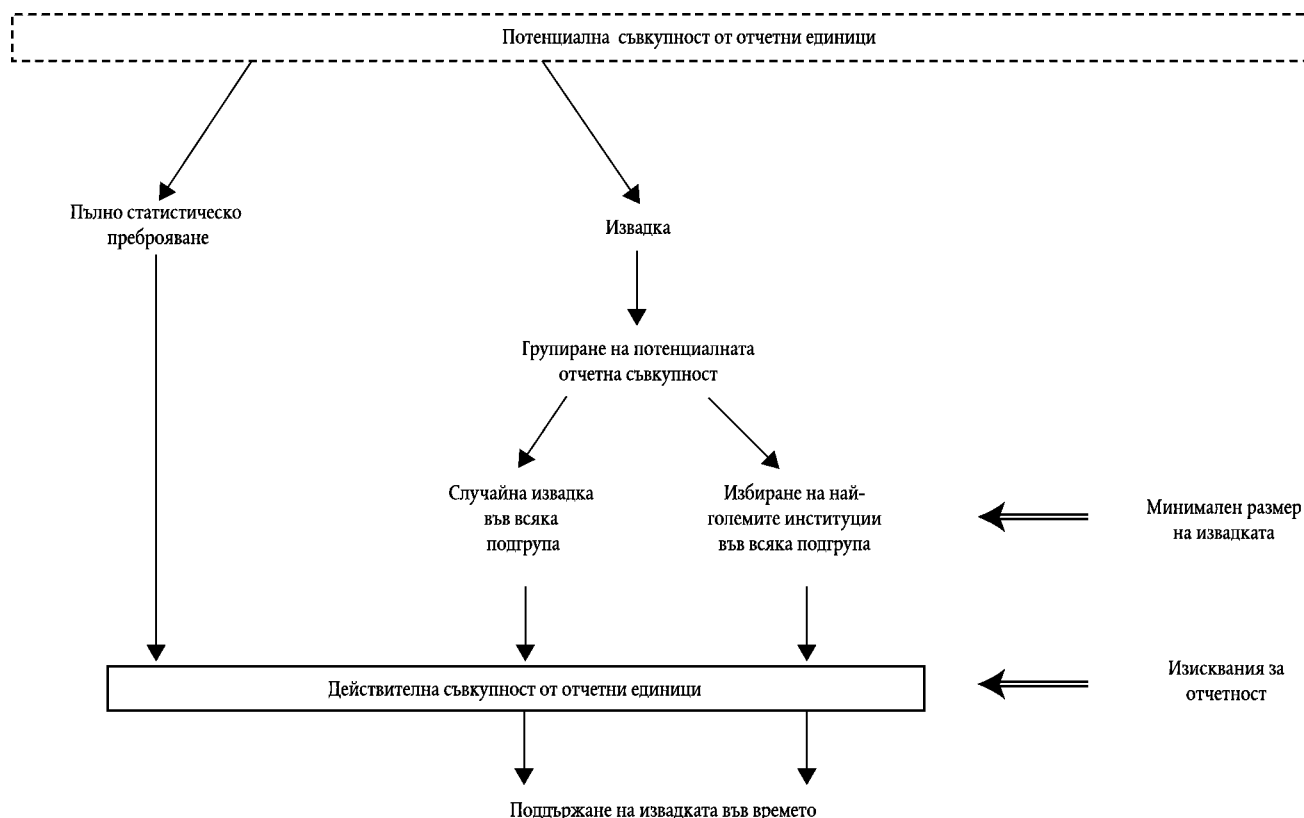 Потенциална съвкупност от отчетни единици
Пълно статистическо
преброяване
Извадка
Групиране на потенциалната
отчетна съвкупност
Случайна извадка
във всяка
подгрупа
Избиране на най-
големите институции
във всяка подгрупа
Минимален размер
на извадката
Действителна съвкупност от отчетни единици
Изисквания за
отчетност
Поддържане на извадката във времето